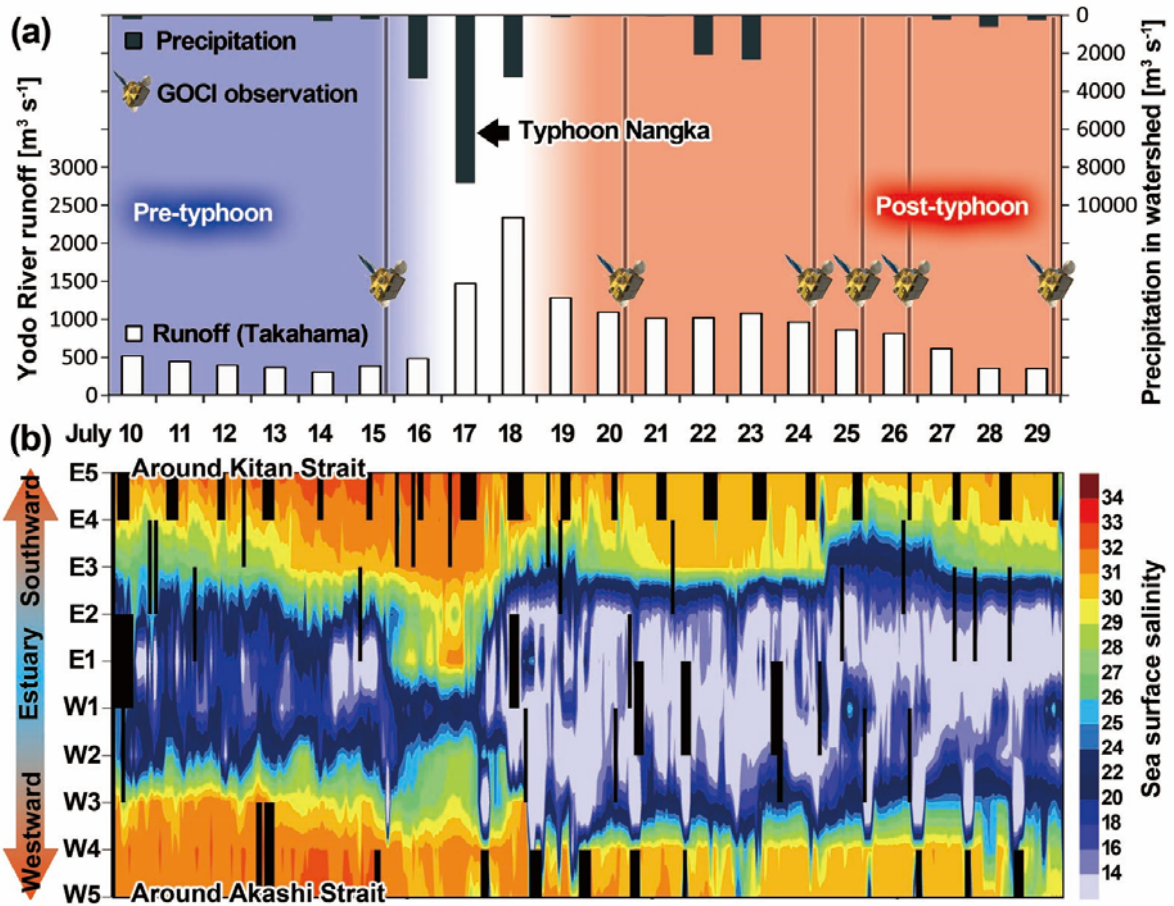 (a)
Precipitation
GOCI observation
Typhoon Nangka
Pre-typhoon
Post-typhoon
Runoff (Takahama)
Yodo River runoff [m³ s⁻¹]
3000
2500
2000
1500
1000
500
0
Precipitation in watershed [m³ s⁻¹]
0
2000
4000
6000
8000
10000
July 10 11 12 13 14 15 16 17 18 19 20 21 22 23 24 25 26 27 28 29
(b)
Around Kitan Strait
Around Akashi Strait
Westward Estuary Southward
E5
E4
E3
E2
E1
W1
W2
W3
W4
W5
34
33
32
31
30
29
28
27
26
25
24
22
20
18
16
14
Sea surface salinity